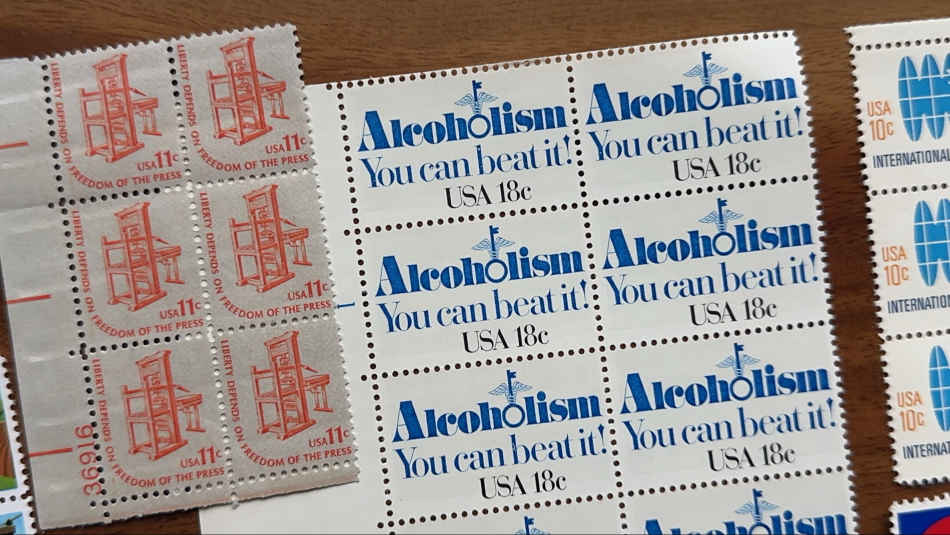 LIBERTY DEPENDS ON FREEDOM OF THE PRESS
USA 11c
LIBERTY DEPENDS ON FREEDOM OF THE PRESS
USA 11c
LIBERTY DEPENDS ON FREEDOM OF THE PRESS
USA 11c
LIBERTY DEPENDS ON FREEDOM OF THE PRESS
USA 11c
LIBERTY DEPENDS ON FREEDOM OF THE PRESS
USA 11c
LIBERTY DEPENDS ON FREEDOM OF THE PRESS
USA 11c
36916
Alcoholism
You can beat it!
USA 18c
Alcoholism
You can beat it!
USA 18c
Alcoholism
You can beat it!
USA 18c
Alcoholism
You can beat it!
USA 18c
Alcoholism
You can beat it!
USA 18c
Alcoholism
You can beat it!
USA 18c
Alcoholism
USA
10c
INTERNATIONAL
USA
10c
INTERNATIO
USA
10c
INTERNAT